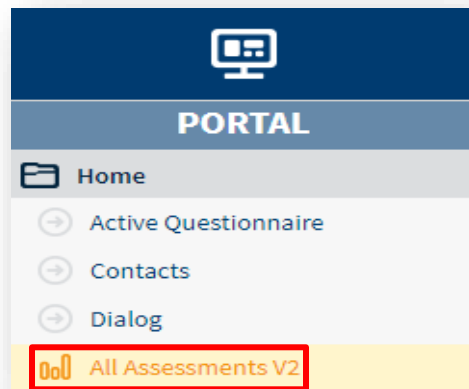 PORTAL
Home
Active Questionnaire
Contacts
Dialog
All Assessments V2